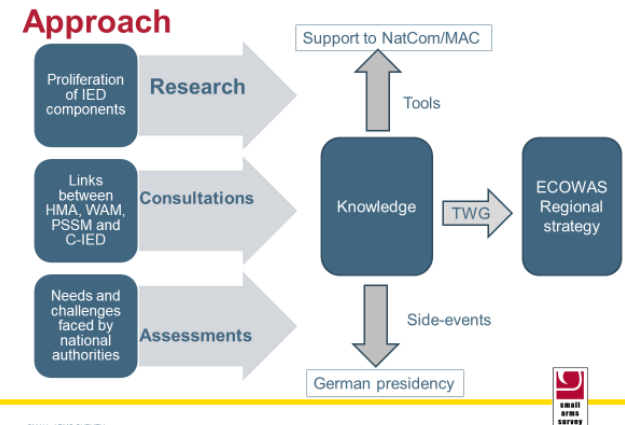 Approach
Proliferation
of IED
components
Research
Links
between
HMA, WAM,
PSSM and
C-IED
Consultations
Needs and
challenges
faced by
national
authorities
Assessments
Support to NatCom/MAC
Tools
Knowledge
TWG
ECOWAS
Regional
strategy
Side-events
German presidency
small
arms
survey